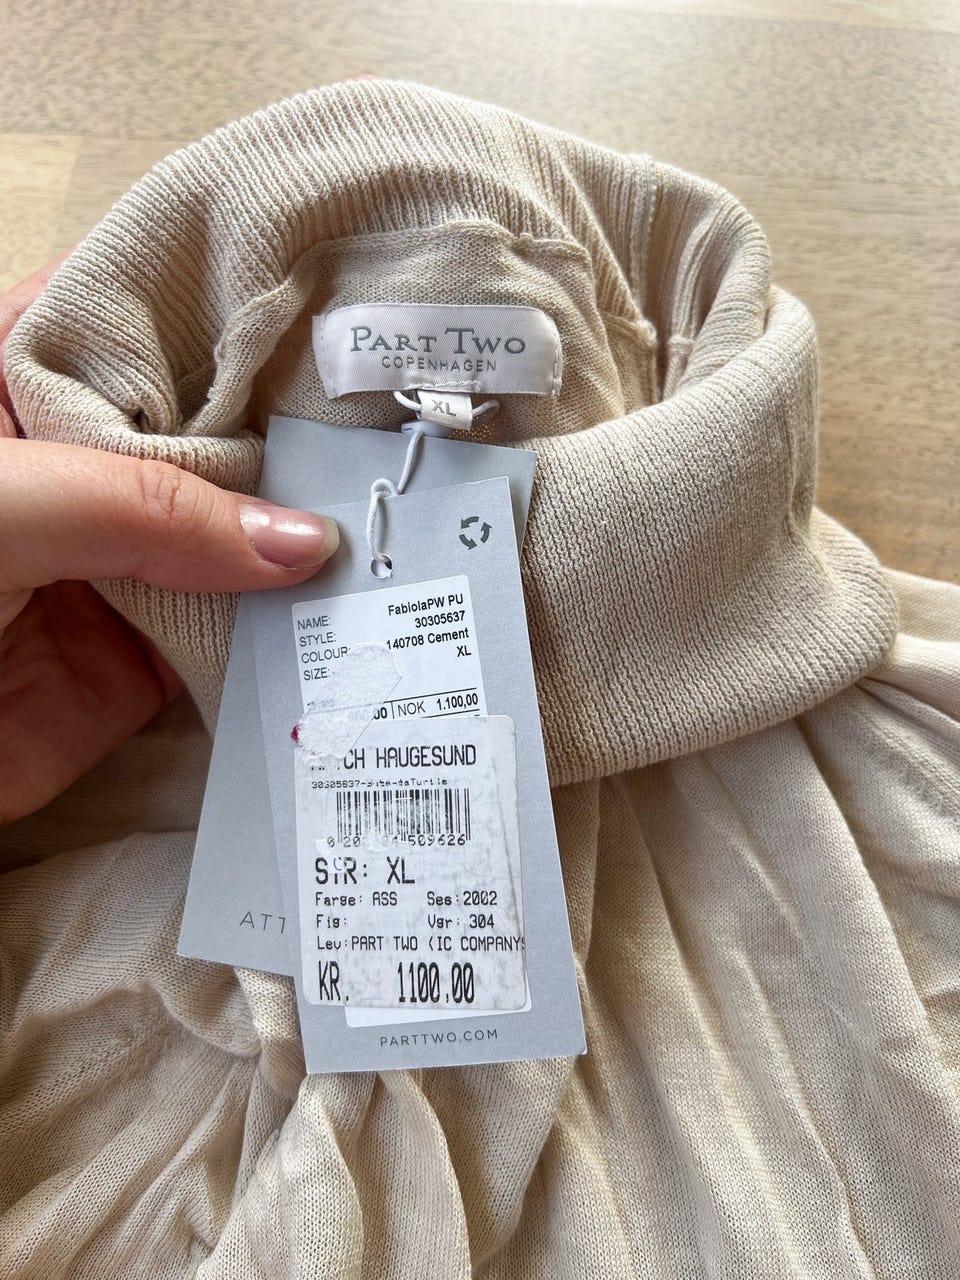 PART TWO
COPENHAGEN
XL
NAME: FabiolaPW PU
STYLE: 30305637
COLOUR: 140708 Cement
SIZE: XL
NOK 1.100,00
HAUGESUND
509626
STR: XL
Farge: ASS Ses: 2002
Fig: Vgr: 304
Lev: PART TWO (IC COMPANYS
KR. 1100,00
ATT
PARTTWO.COM